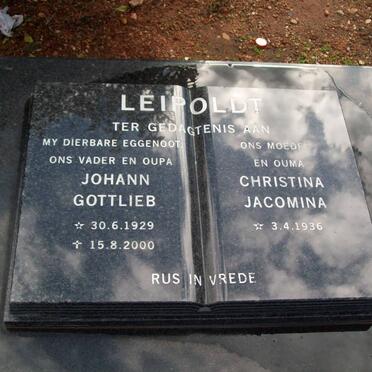 LEIPOLDT
TER GEDAGTENIS AAN
MY DIERBARE EGGENOOT,
ONS VADER EN OUPA
JOHANN
GOTTLIEB
☆ 30.6.1929
✝ 15.8.2000
ONS MOEDER
EN OUMA
CHRISTINA
JACOMINA
☆ 3.4.1936
RUS IN VREDE